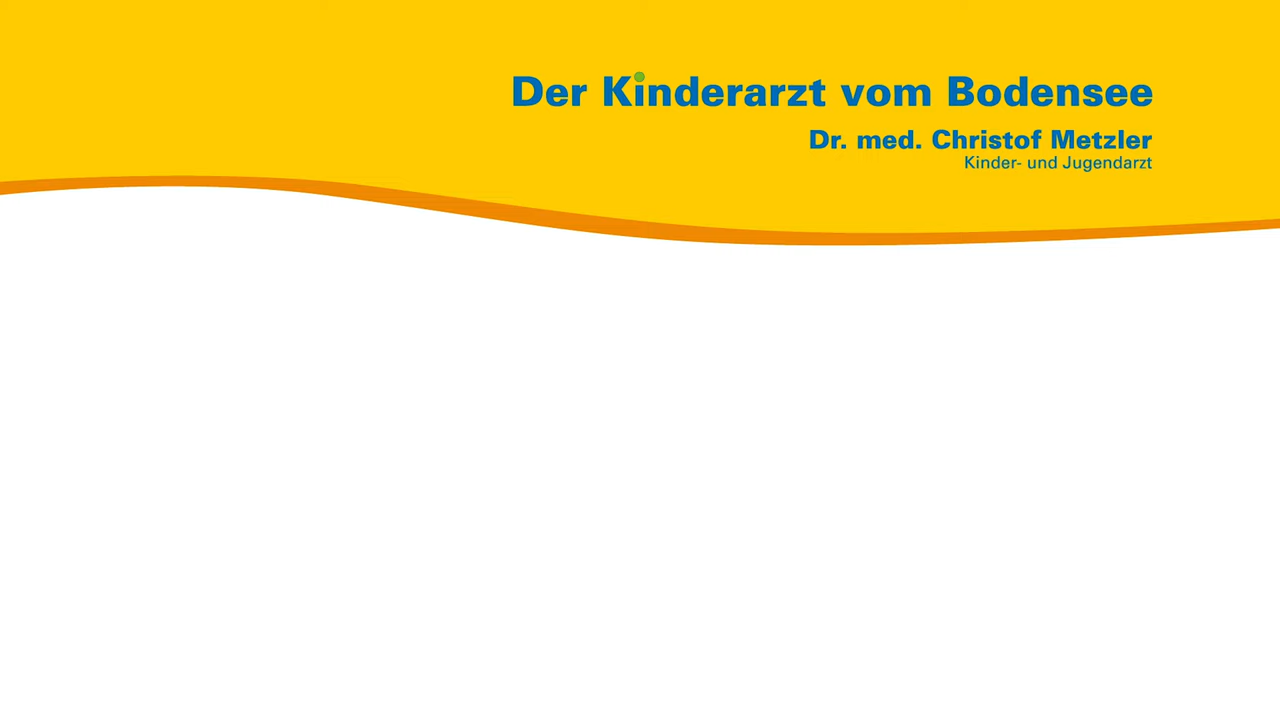 Der Kinderarzt vom Bodensee
Dr. med. Christof Metzler
Kinder- und Jugendarzt